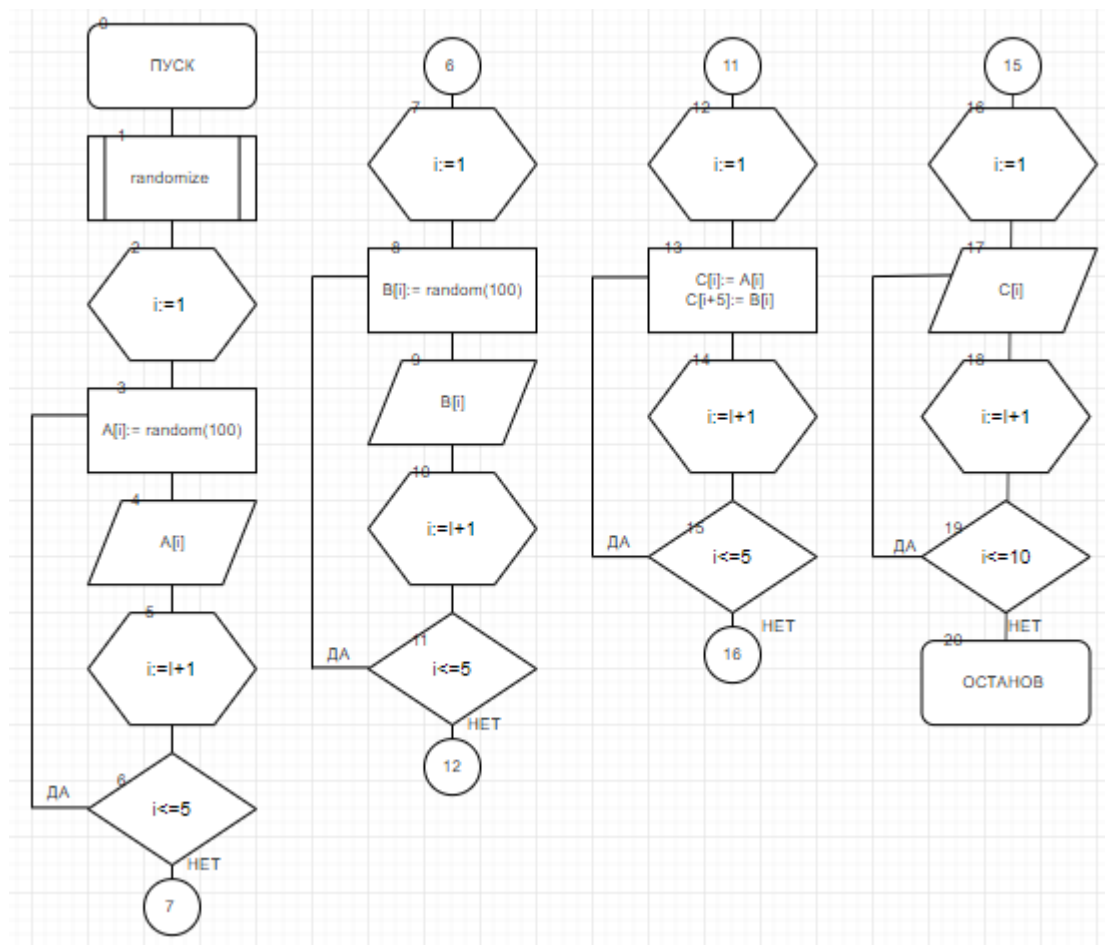 0
ПУСК
1
randomize
2
i:=1
3
A[i]:= random(100)
4
A[i]
5
i:=I+1
6
i<=5
ДА
НЕТ
7
6
7
i:=1
8
B[i]:= random(100)
9
B[i]
10
i:=I+1
11
i<=5
ДА
НЕТ
12
11
12
i:=1
13
C[i]:= A[i]
C[i+5]:= B[i]
14
i:=I+1
15
i<=5
ДА
НЕТ
16
15
16
i:=1
17
C[i]
18
i:=I+1
19
i<=10
ДА
НЕТ
20
ОСТАНОВ